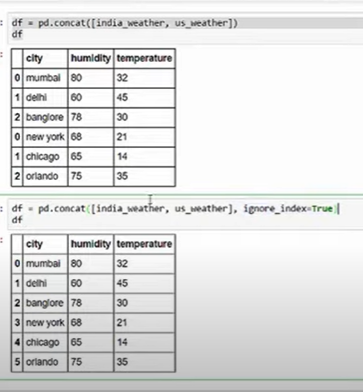 : df = pd.concat([india_weather, us_weather])
df
:
city humidity temperature
0 mumbai 80 32
1 delhi 60 45
2 banglore 78 30
0 new york 68 21
1 chicago 65 14
2 orlando 75 35
: df = pd.concat([india_weather, us_weather], ignore_index=True)
df
:
city humidity temperature
0 mumbai 80 32
1 delhi 60 45
2 banglore 78 30
3 new york 68 21
4 chicago 65 14
5 orlando 75 35